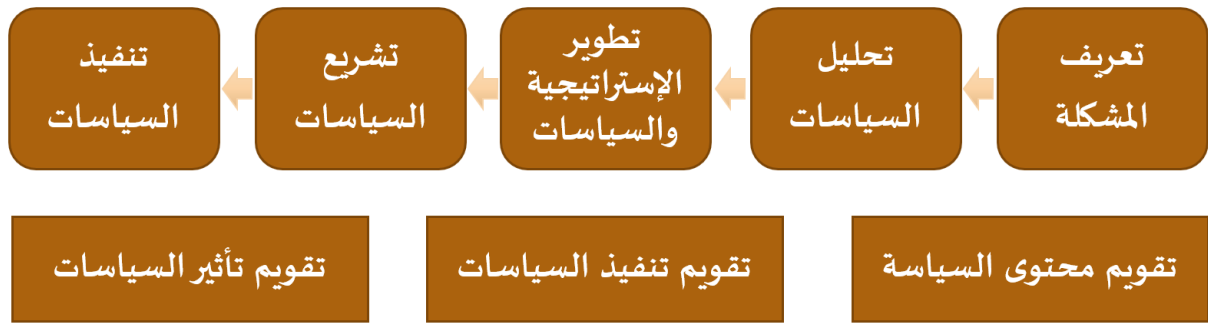 تعريف
المشكلة
تحليل
السياسات
تطوير
الإستراتيجية
والسياسات
تشريع
السياسات
تنفيذ
السياسات
تقويم محتوى السياسة
تقويم تنفيذ السياسات
تقويم تأثير السياسات